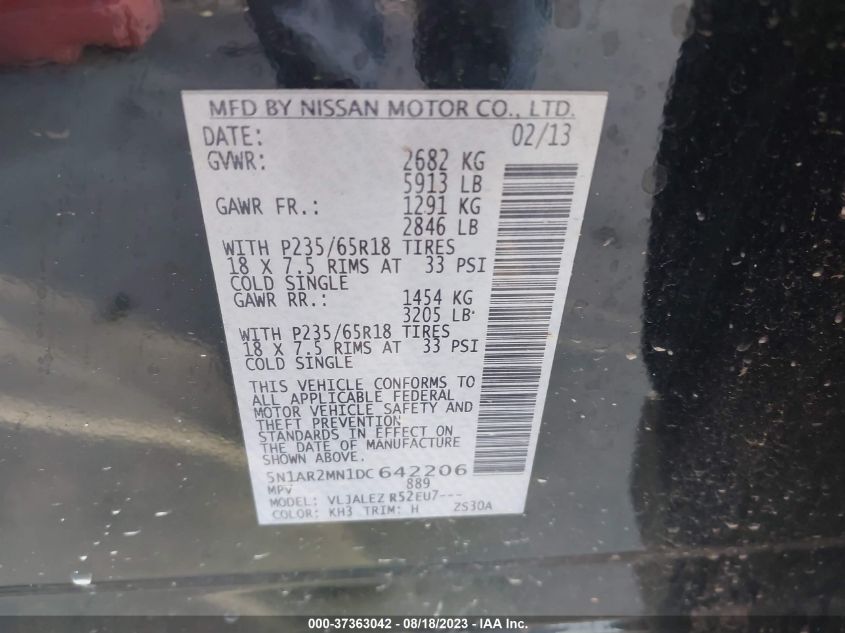 MFD BY NISSAN MOTOR CO., LTD.
DATE: 02/13
GVWR: 2682 KG
5913 LB
GAWR FR.: 1291 KG
2846 LB
WITH P235/65R18 TIRES
18 X 7.5 RIMS AT 33 PSI
COLD SINGLE
GAWR RR.: 1454 KG
3205 LB
WITH P235/65R18 TIRES
18 X 7.5 RIMS AT 33 PSI
COLD SINGLE
THIS VEHICLE CONFORMS TO
ALL APPLICABLE FEDERAL
MOTOR VEHICLE SAFETY AND
THEFT PREVENTION
STANDARDS IN EFFECT ON
THE DATE OF MANUFACTURE
SHOWN ABOVE.
5N1AR2MN1DC642206
MPV 889
MODEL: VLJALEZ R52EU7---
COLOR: KH3 TRIM: H ZS30A
000-37363042 - 08/18/2023 - Copyright © IAA, Inc.